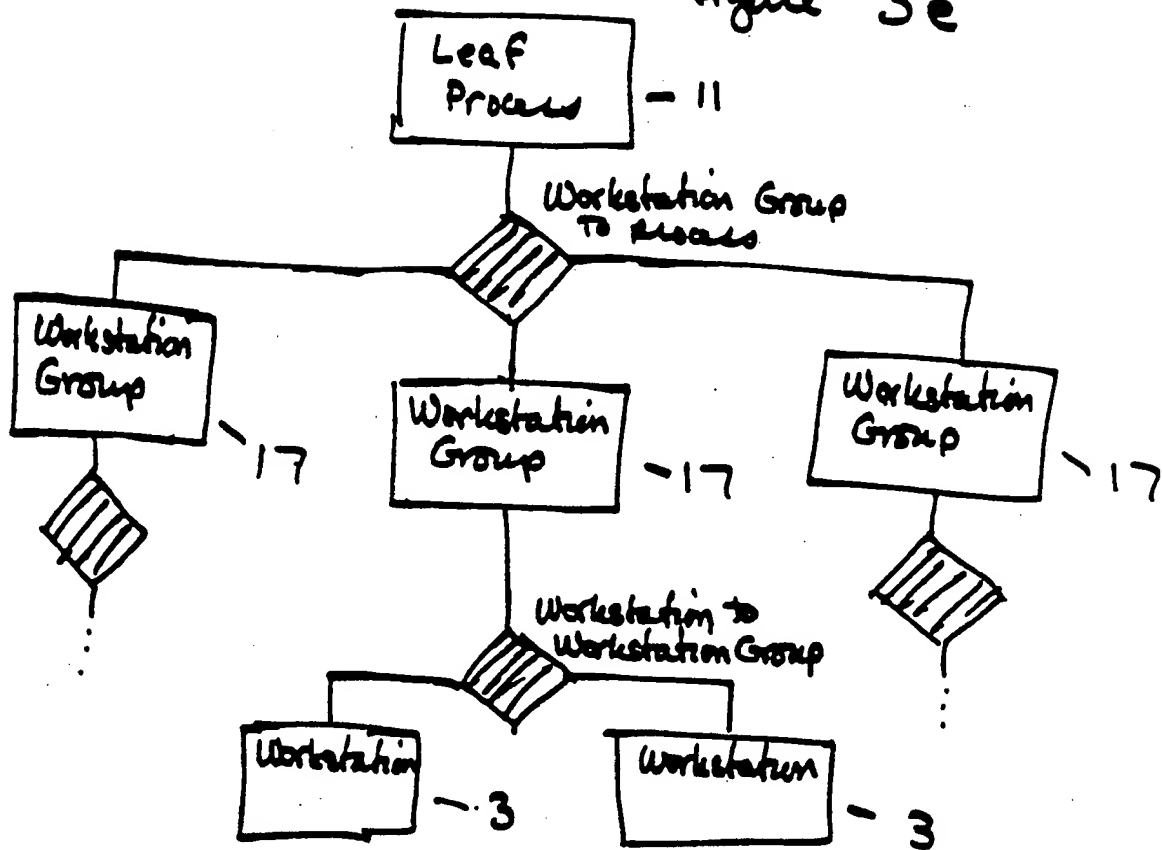 Figure 5e
Leaf
Process
- 11
Workstation Group
To Process
Workstation
Group
17
Workstation
Group
-17
Workstation
Group
17
Workstation to
Workstation Group
Workstation
3
Workstation
- 3